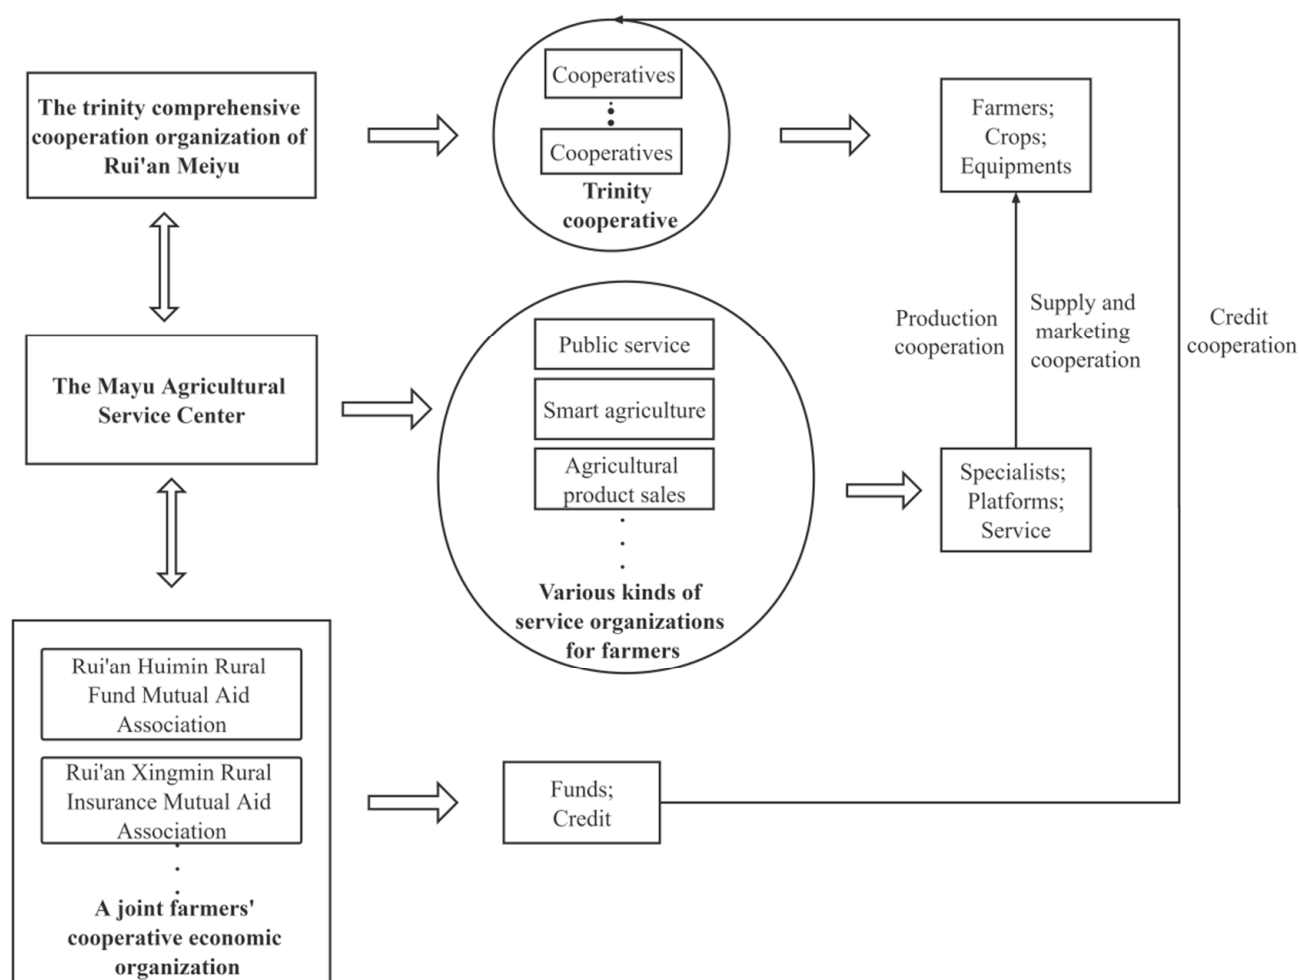 The trinity comprehensive
cooperation organization of
Rui'an Meiyu
Cooperatives
Cooperatives
Trinity
cooperative
Farmers;
Crops;
Equipments
The Mayu Agricultural
Service Center
Public service
Smart agriculture
Agricultural
product sales
Various kinds of
service organizations
for farmers
Production
cooperation
Supply and
marketing
cooperation
Credit
cooperation
Specialists;
Platforms;
Service
Rui'an Huimin Rural
Fund Mutual Aid
Association
Rui'an Xingmin Rural
Insurance Mutual Aid
Association
A joint farmers'
cooperative economic
organization
Funds;
Credit